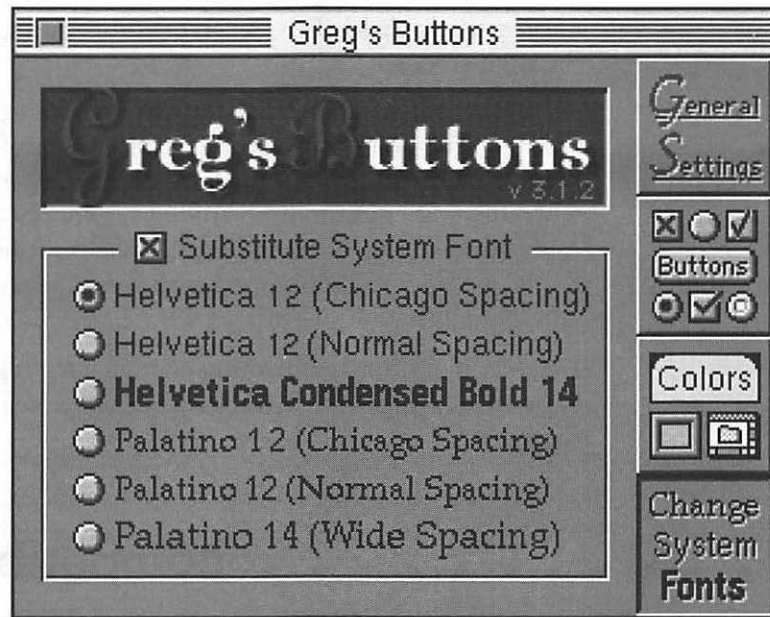 Greg's Buttons
Greg's Buttons
v 3.1.2
Substitute System Font
Helvetica 12 (Chicago Spacing)
Helvetica 12 (Normal Spacing)
Helvetica Condensed Bold 14
Palatino 12 (Chicago Spacing)
Palatino 12 (Normal Spacing)
Palatino 14 (Wide Spacing)
General
Settings
Buttons
Colors
Change
System
Fonts